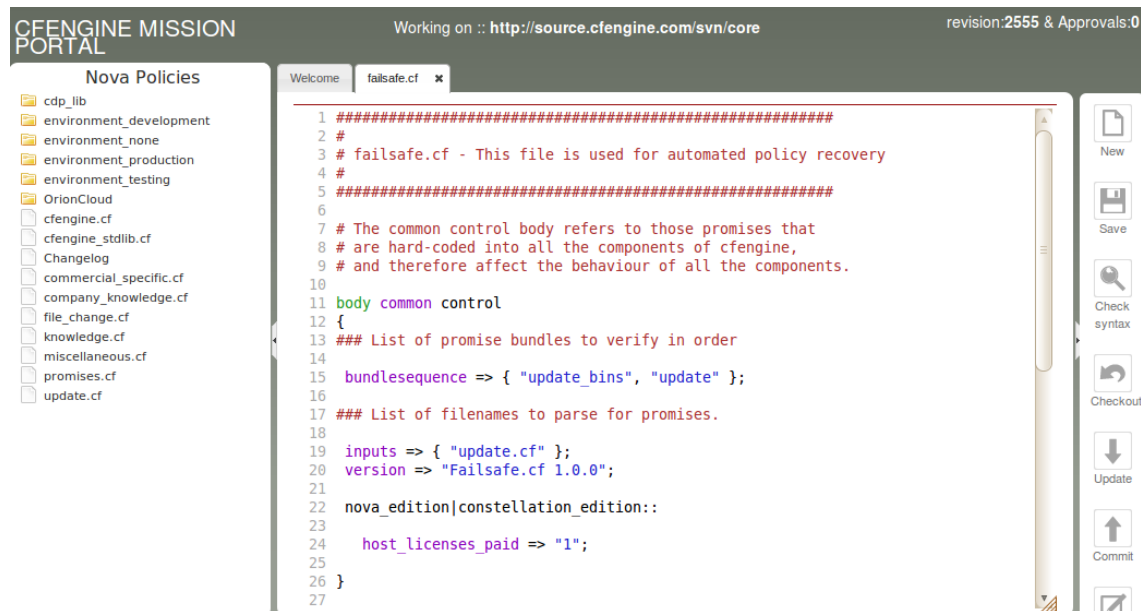 CFENGINE MISSION
PORTAL
Working on :: http://source.cfengine.com/svn/core
revision:2555 & Approvals:0
Nova Policies
cdp_lib
environment_development
environment_none
environment_production
environment_testing
OrionCloud
cfengine.cf
cfengine_stdlib.cf
Changelog
commercial_specific.cf
company_knowledge.cf
file_change.cf
knowledge.cf
miscellaneous.cf
promises.cf
update.cf
Welcome
failsafe.cf
1 #########################################################
2 #
3 # failsafe.cf - This file is used for automated policy recovery
4 #
5 #########################################################
6
7 # The common control body refers to those promises that
8 # are hard-coded into all the components of cfengine,
9 # and therefore affect the behaviour of all the components.
10
11 body common control
12 {
13 ### List of promise bundles to verify in order
14
15 bundlesequence => { "update_bins", "update" };
16
17 ### List of filenames to parse for promises.
18
19 inputs => { "update.cf" };
20 version => "Failsafe.cf 1.0.0";
21
22 nova_edition|constellation_edition::
23
24 host_licenses_paid => "1";
25
26 }
27
New
Save
Check
syntax
Checkout
Update
Commit